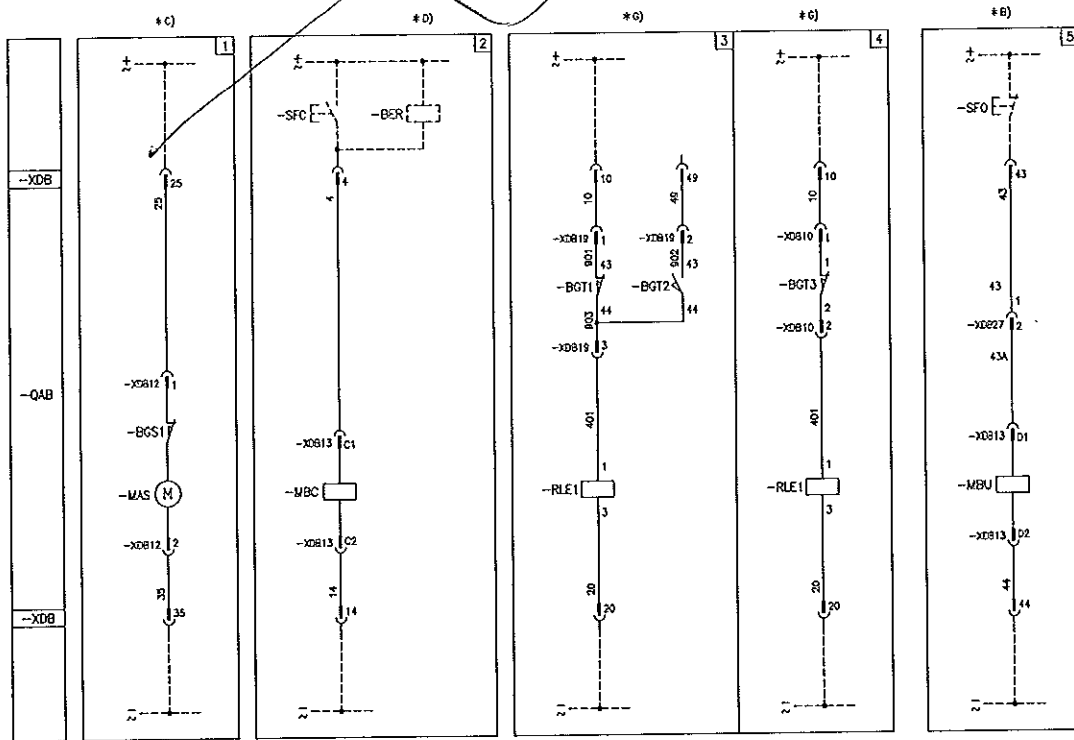 *C)
*D)
*G)
*G)
*B)
1
2
3
4
5
+
~
+
~
+
~
+
~
+
~
-SFC
-BER
-SFO
-XDB
25
4
10
49
10
43
25
4
10
49
10
43
-XDB19 1
-XDB19 2
-XDB10 1
901
43
902
43
1
-BGT1
-BGT2
-BGT3
43
44
44
2
1
903
-XDB10 2
-XDB27 2
-XDB19 3
43A
-XDB12 1
-QAB
401
401
-BGS1
-XDB13 C1
-XDB13 D1
1
1
-MAS
M
-MBC
-RLE1
-RLE1
-MBU
3
3
-XDB12 2
-XDB13 C2
-XDB13 D2
35
14
20
20
44
-XDB
35
14
20
20
44
-
~
-
~
-
~
-
~
-
~